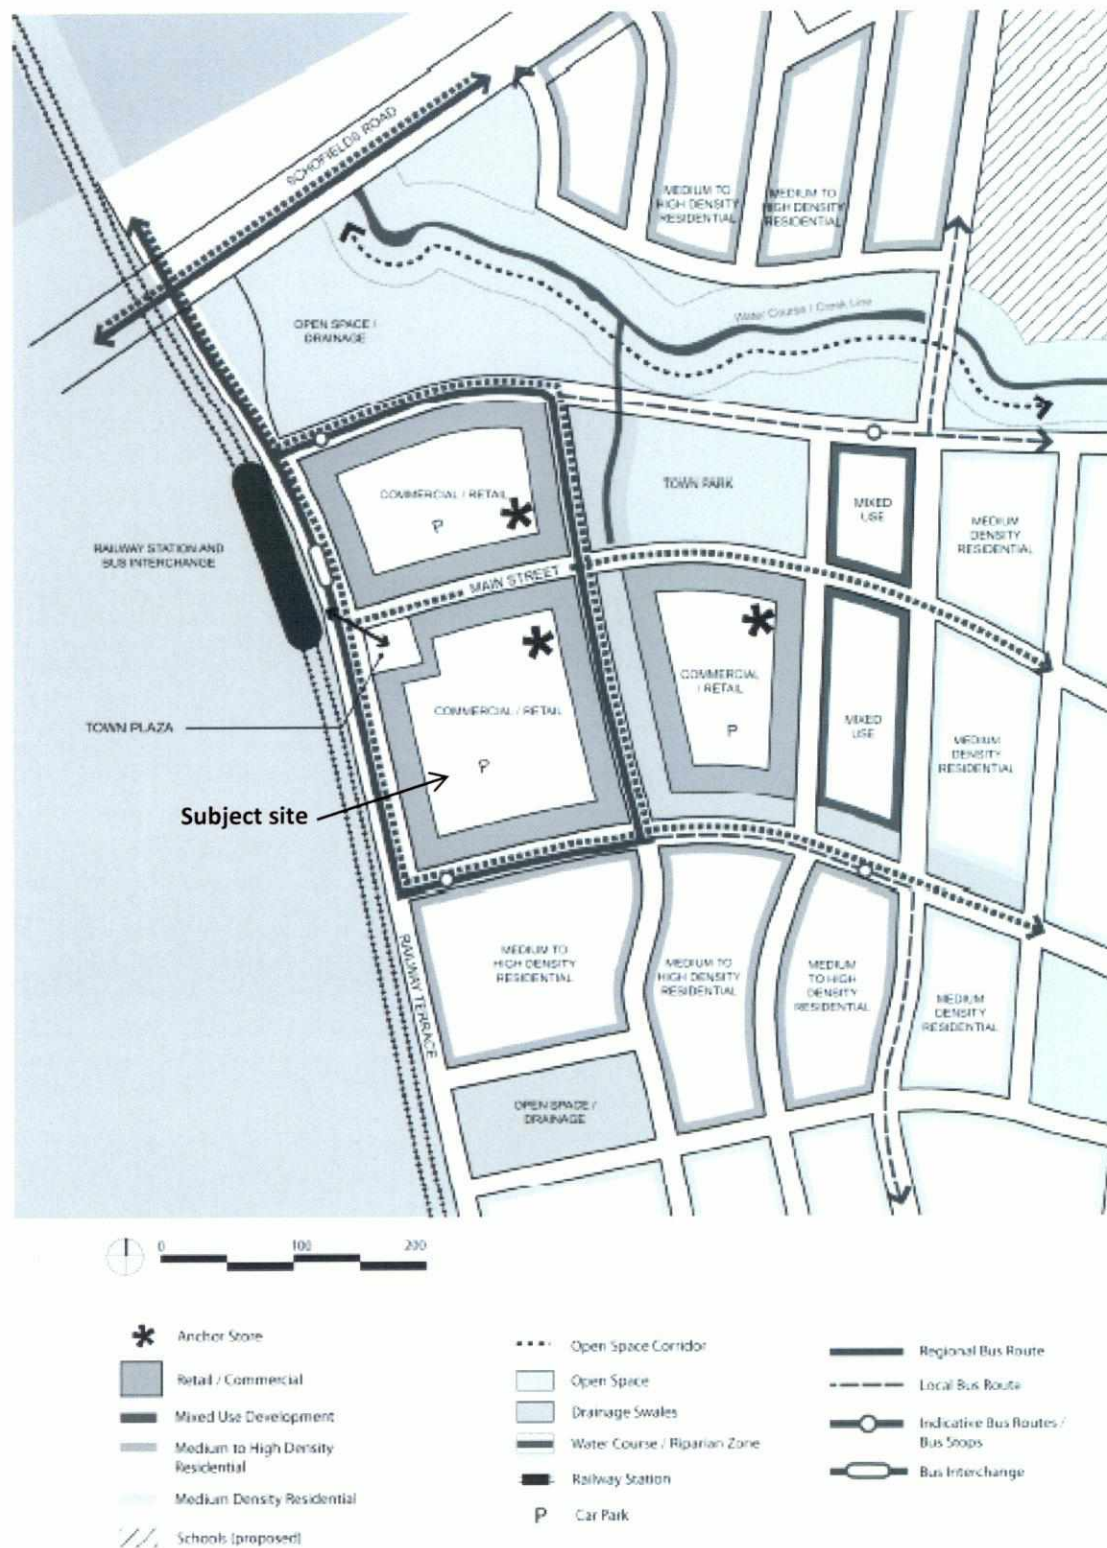 SCHOFIELDS ROAD
MEDIUM TO
HIGH DENSITY
RESIDENTIAL
MEDIUM TO
HIGH DENSITY
RESIDENTIAL
Water Course / Creek Line
OPEN SPACE /
DRAINAGE
COMMERCIAL / RETAIL
P
TOWN PARK
MIXED
USE
MEDIUM
DENSITY
RESIDENTIAL
RAILWAY STATION AND
BUS INTERCHANGE
MAIN STREET
COMMERCIAL
/ RETAIL
P
COMMERCIAL / RETAIL
P
MIXED
USE
MEDIUM
DENSITY
RESIDENTIAL
TOWN PLAZA
Subject site
RAILWAY TERRACE
MEDIUM TO
HIGH DENSITY
RESIDENTIAL
MEDIUM TO
HIGH DENSITY
RESIDENTIAL
MEDIUM
TO HIGH
DENSITY
RESIDENTIAL
MEDIUM
DENSITY
RESIDENTIAL
OPEN SPACE /
DRAINAGE
0 100 200
Anchor Store
Retail / Commercial
Mixed Use Development
Medium to High Density
Residential
Medium Density Residential
Schools (proposed)
Open Space Corridor
Open Space
Drainage Swales
Water Course / Riparian Zone
Railway Station
P Car Park
Regional Bus Route
Local Bus Route
Indicative Bus Routes /
Bus Stops
Bus Interchange